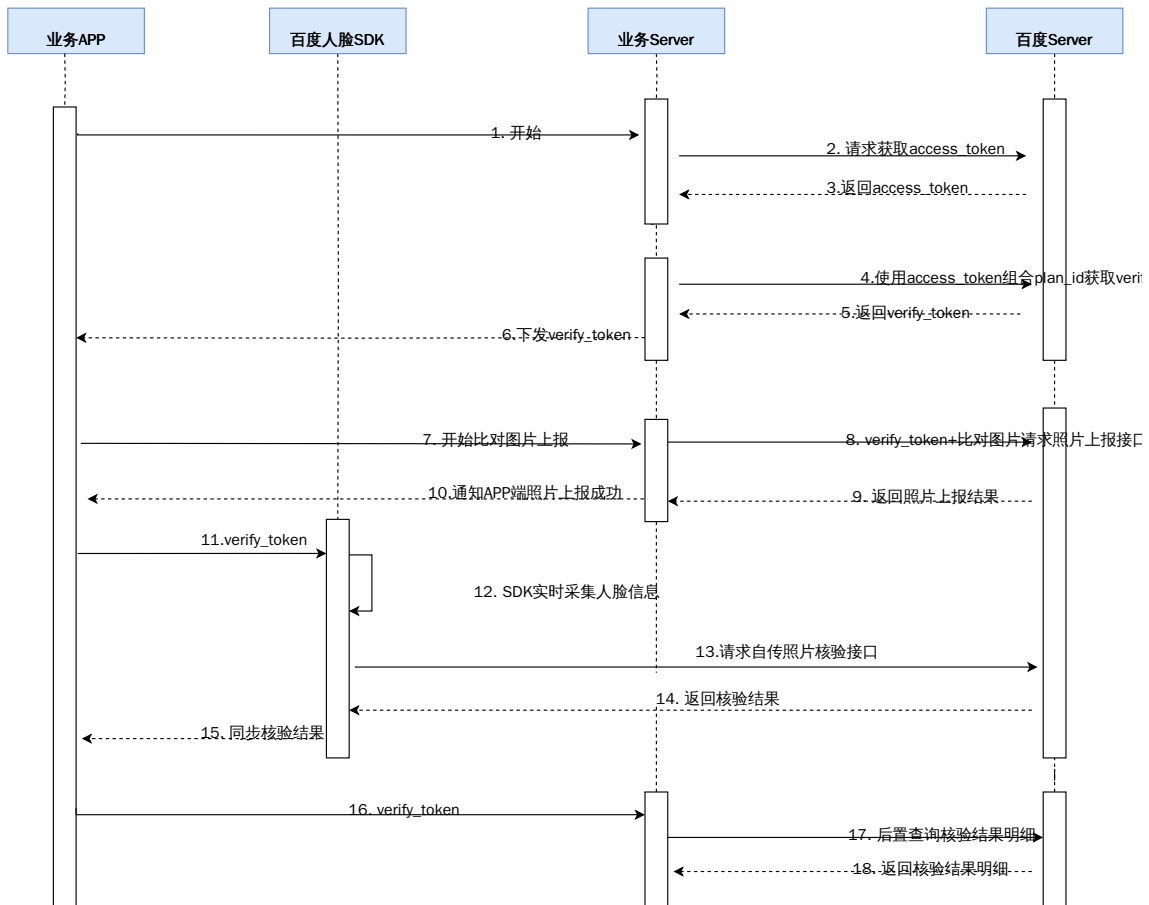 业务APP
百度人脸SDK
业务Server
百度Server
1. 开始
2. 请求获取access_token
3.返回access_token
4.使用access_token组合plan_id获取veri
5.返回verify_token
6.下发verify_token
7. 开始比对图片上报
8. verify_token+比对图片请求照片上报接口
10.通知APP端照片上报成功
9. 返回照片上报结果
11.verify_token
12. SDK实时采集人脸信息
13.请求自传照片核验接口
14. 返回核验结果
15. 同步核验结果
16. verify_token
17. 后置查询核验结果明细
18. 返回核验结果明细